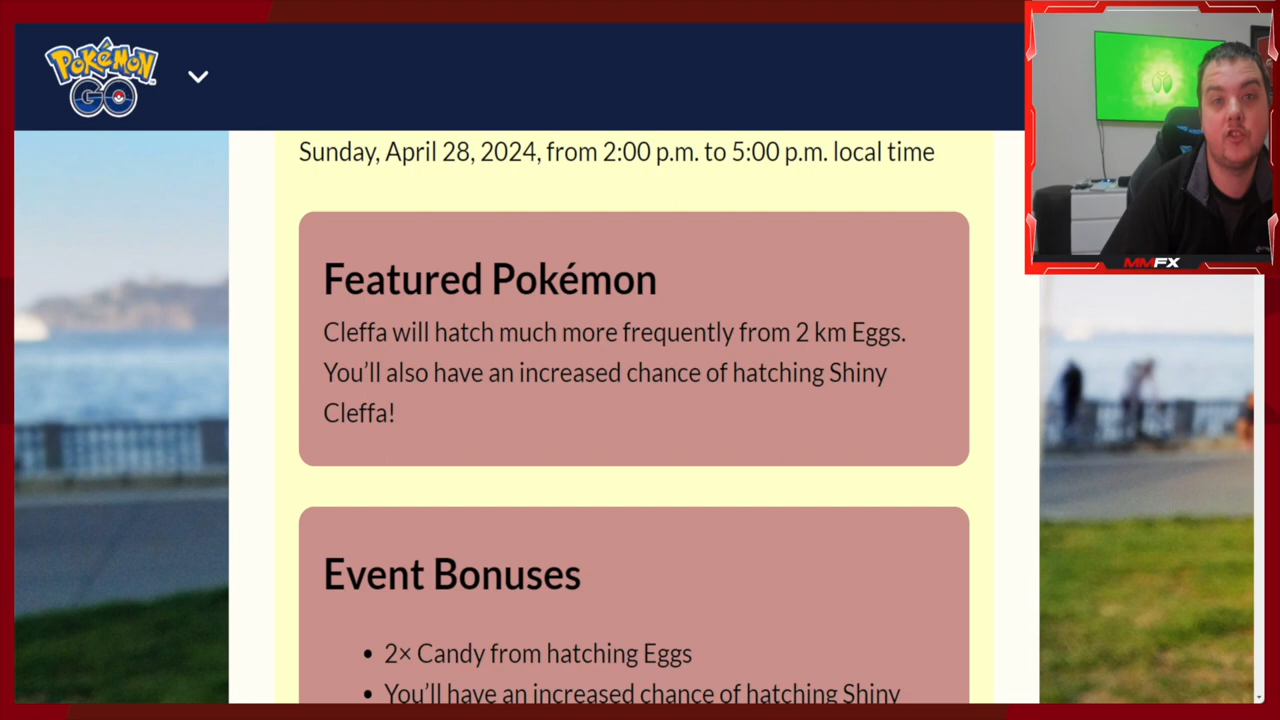 POKÉMON
GO
Sunday, April 28, 2024, from 2:00 p.m. to 5:00 p.m. local time
Featured Pokémon
Cleffa will hatch much more frequently from 2 km Eggs.
You’ll also have an increased chance of hatching Shiny
Cleffa!
Event Bonuses
• 2× Candy from hatching Eggs
• You’ll have an increased chance of hatching Shiny
MMFX